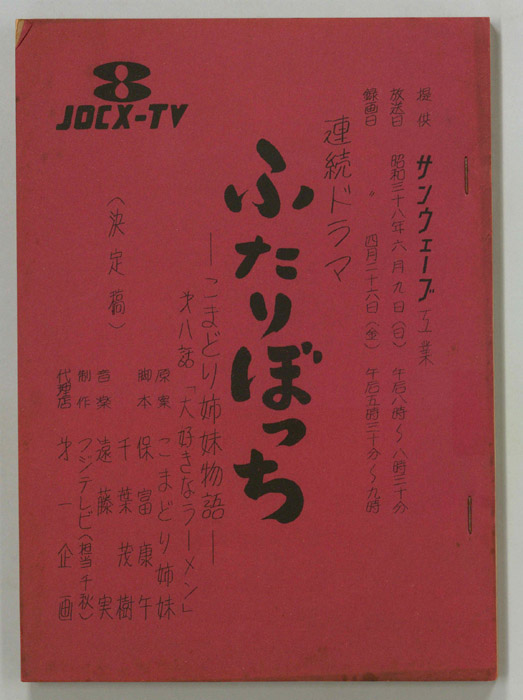 8
JOCX-TV
提供 サンウェーブ工業
放送日 昭和三十八年六月九日(日) 午后八時〜八時三十分
録画日 〃 四月二十六日(金) 午后五時三十分〜九時
連続ドラマ
ふたりぼっち
―こまどり姉妹物語―
才八話「大好きなラーメン」
原案 こまどり姉妹
脚本 保富康午
千葉茂樹
音楽 遠藤実
制作 フジテレビ(担当千秋)
代理店 才一企画
(決定稿)